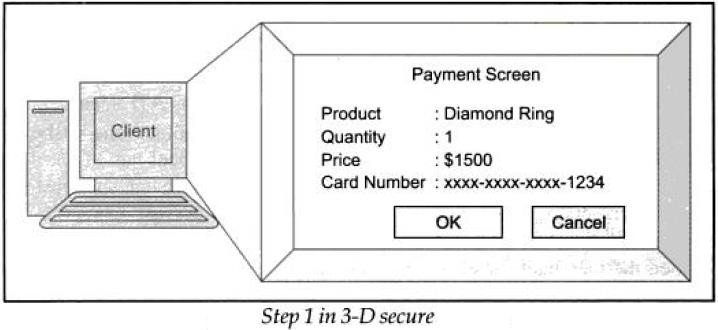 Client
Payment Screen
Product : Diamond Ring
Quantity : 1
Price : $1500
Card Number : xxxx-xxxx-xxxx-1234
OK Cancel
Step 1 in 3-D secure